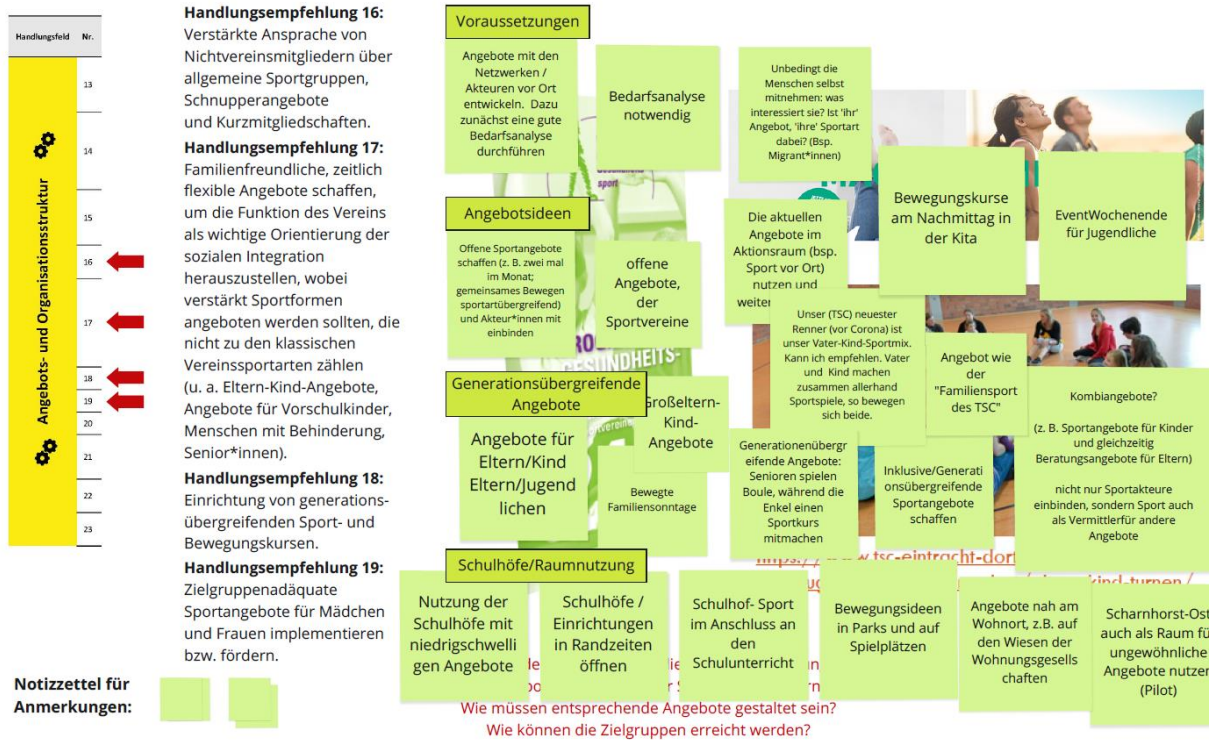 Handlungsfeld Nr.
13
14
15
16
17
18
19
20
21
22
23
Angebots- und Organisationsstruktur
Handlungsempfehlung 16:
Verstärkte Ansprache von
Nichtvereinsmitgliedern über
allgemeine Sportgruppen,
Schnupperangebote
und Kurzmitgliedschaften.
Handlungsempfehlung 17:
Familienfreundliche, zeitlich
flexible Angebote schaffen,
um die Funktion des Vereins
als wichtige Orientierung der
sozialen Integration
herauszustellen, wobei
verstärkt Sportformen
angeboten werden sollten, die
nicht zu den klassischen
Vereinssportarten zählen
(u. a. Eltern-Kind-Angebote,
Angebote für Vorschulkinder,
Menschen mit Behinderung,
Senior*innen).
Handlungsempfehlung 18:
Einrichtung von generations-
übergreifenden Sport- und
Bewegungskursen.
Handlungsempfehlung 19:
Zielgruppenadäquate
Sportangebote für Mädchen
und Frauen implementieren
bzw. fördern.
Notizzettel für
Anmerkungen:
Voraussetzungen
Angebote mit den
Netzwerken /
Akteuren vor Ort
entwickeln. Dazu
zunächst eine gute
Bedarfsanalyse
durchführen
Bedarfsanalyse
notwendig
Unbedingt die
Menschen selbst
mitnehmen: was
interessiert sie? Ist 'ihr'
Angebot, 'ihre' Sportart
dabei? (Bsp.
Migrant*innen)
sport
Angebotsideen
Offene Sportangebote
schaffen (z. B. zwei mal
im Monat;
gemeinsames Bewegen
sportartübergreifend)
und Akteur*innen mit
einbinden
offene
Angebote,
der
Sportvereine
Die aktuellen
Angebote im
Aktionsraum (bsp.
Sport vor Ort)
nutzen und
Bewegungskurse
am Nachmittag in
der Kita
EventWochenende
für Jugendliche
Unser (TSC) neuester
Renner (vor Corona) ist
unser Vater-Kind-Sportmix.
Kann ich empfehlen. Vater
und Kind machen
zusammen allerhand
Sportspiele, so bewegen
sich beide.
Angebot wie
der
"Familiensport
des TSC"
GESUNDHEITS-
Generationsübergreifende
Angebote
Angebote für
Eltern/Kind
Eltern/Jugend
lichen
Großeltern-
Kind-
Angebote
Bewegte
Familiensonntage
Generationenübergr
eifende Angebote:
Senioren spielen
Boule, während die
Enkel einen
Sportkurs
mitmachen
Inklusive/Generati
onsübergreifende
Sportangebote
schaffen
Kombiangebote?
(z. B. Sportangebote für Kinder
und gleichzeitig
Beratungsangebote für Eltern)
nicht nur Sportakteure
einbinden, sondern Sport auch
als Vermittlerfür andere
Angebote
Schulhöfe/Raumnutzung
Nutzung der
Schulhöfe mit
niedrigschwelli
gen Angebote
Schulhöfe /
Einrichtungen
in Randzeiten
öffnen
Schulhof- Sport
im Anschluss an
den
Schulunterricht
Bewegungsideen
in Parks und auf
Spielplätzen
Angebote nah am
Wohnort, z.B. auf
den Wiesen der
Wohnungsgesells
chaften
Scharnhorst-Ost
auch als Raum für
ungewöhnliche
Angebote nutzen
(Pilot)
Wie müssen entsprechende Angebote gestaltet sein?
Wie können die Zielgruppen erreicht werden?